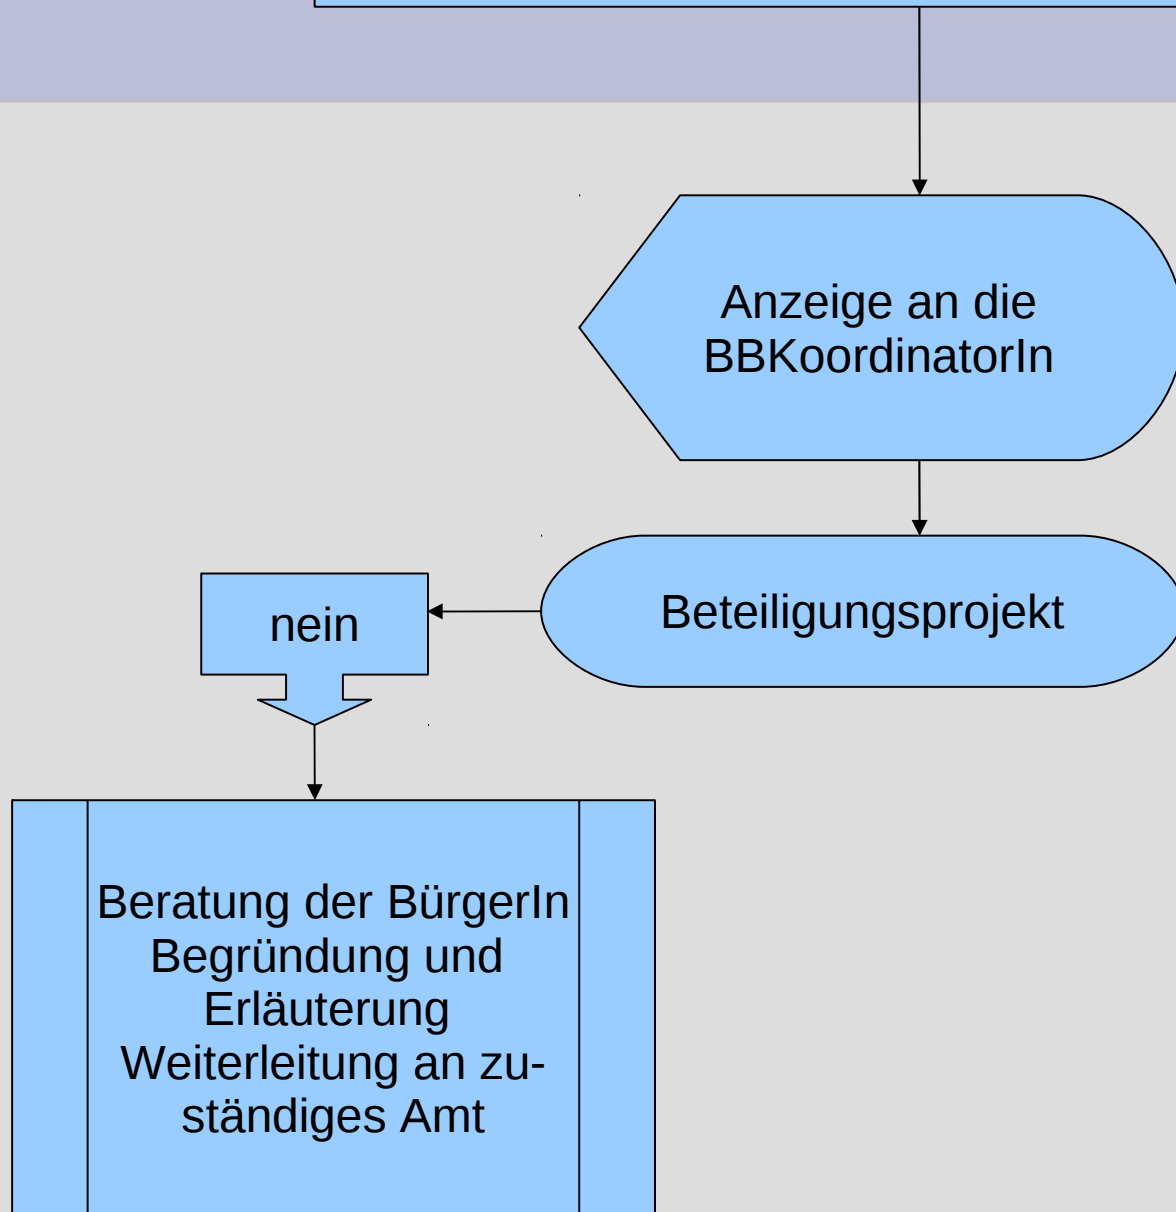 Anzeige an die
BBKoordinatorIn
Beteiligungsprojekt
nein
Beratung der BürgerIn
Begründung und
Erläuterung
Weiterleitung an zu-
ständiges Amt